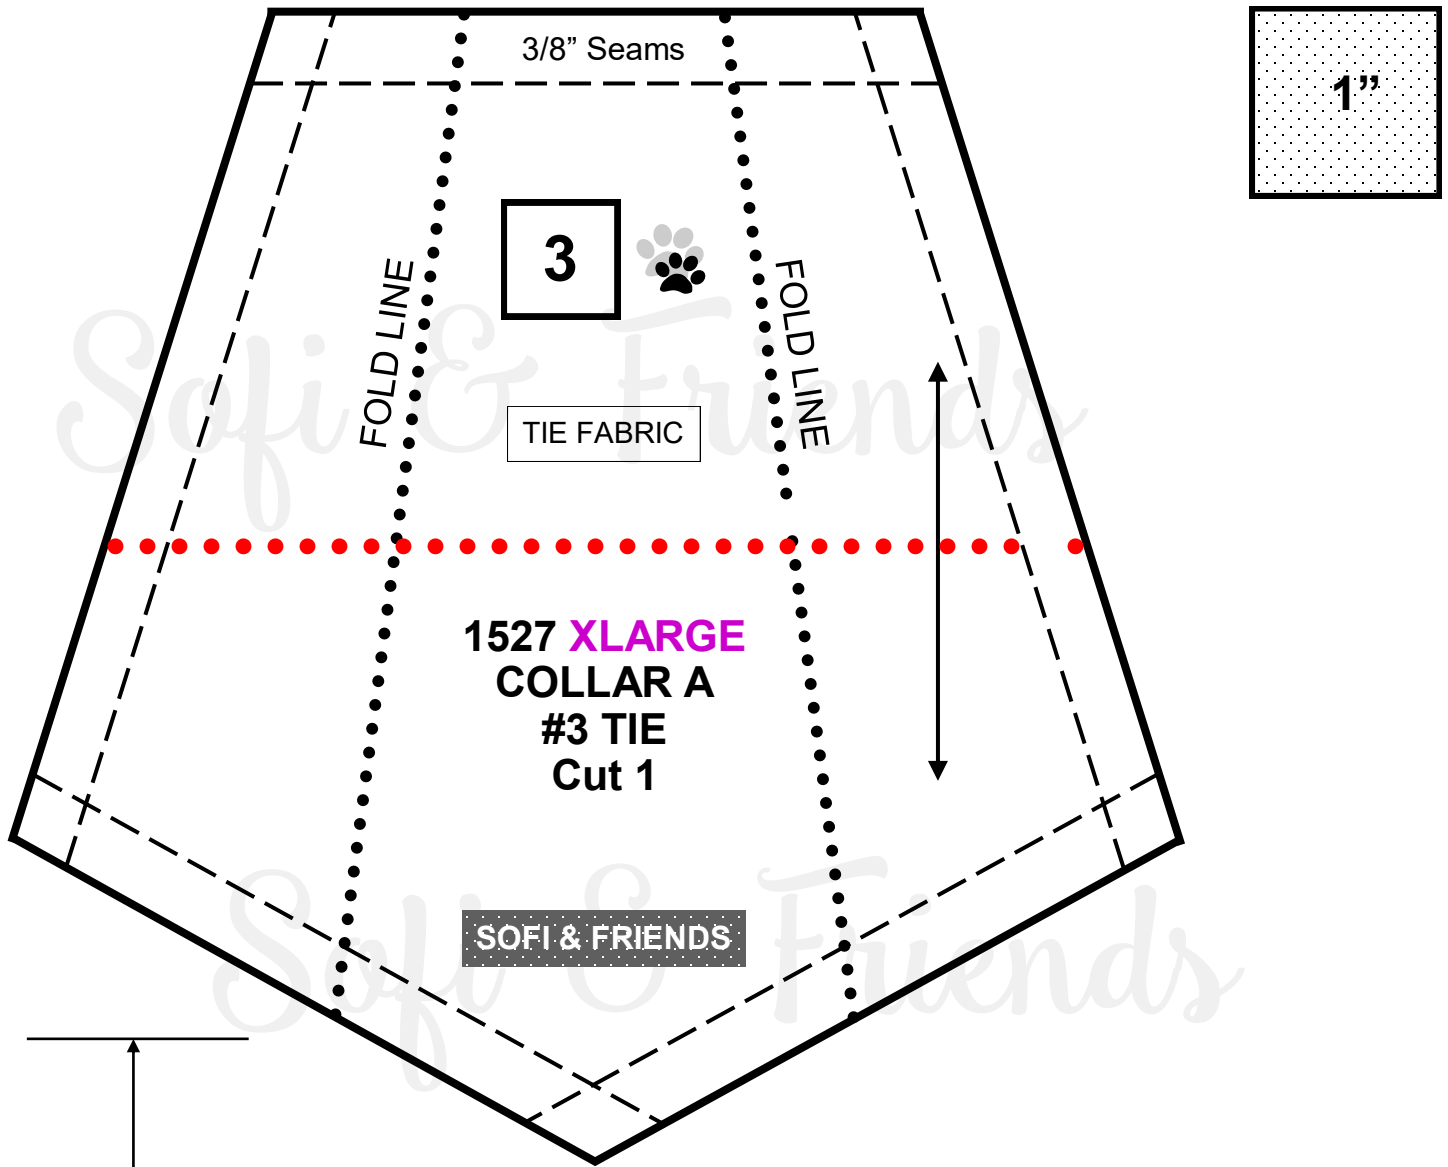 3/8” Seams
1”
3
FOLD LINE
FOLD LINE
Sofi & Friends
TIE FABRIC
1527 XLARGE
COLLAR A
#3 TIE
Cut 1
SOFI & FRIENDS
Sofi & Friends